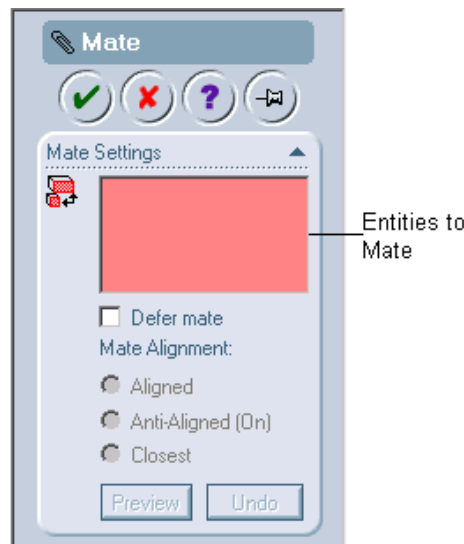 Mate
?
Mate Settings
Entities to
Mate
Defer mate
Mate Alignment:
Aligned
Anti-Aligned (On)
Closest
Preview Undo